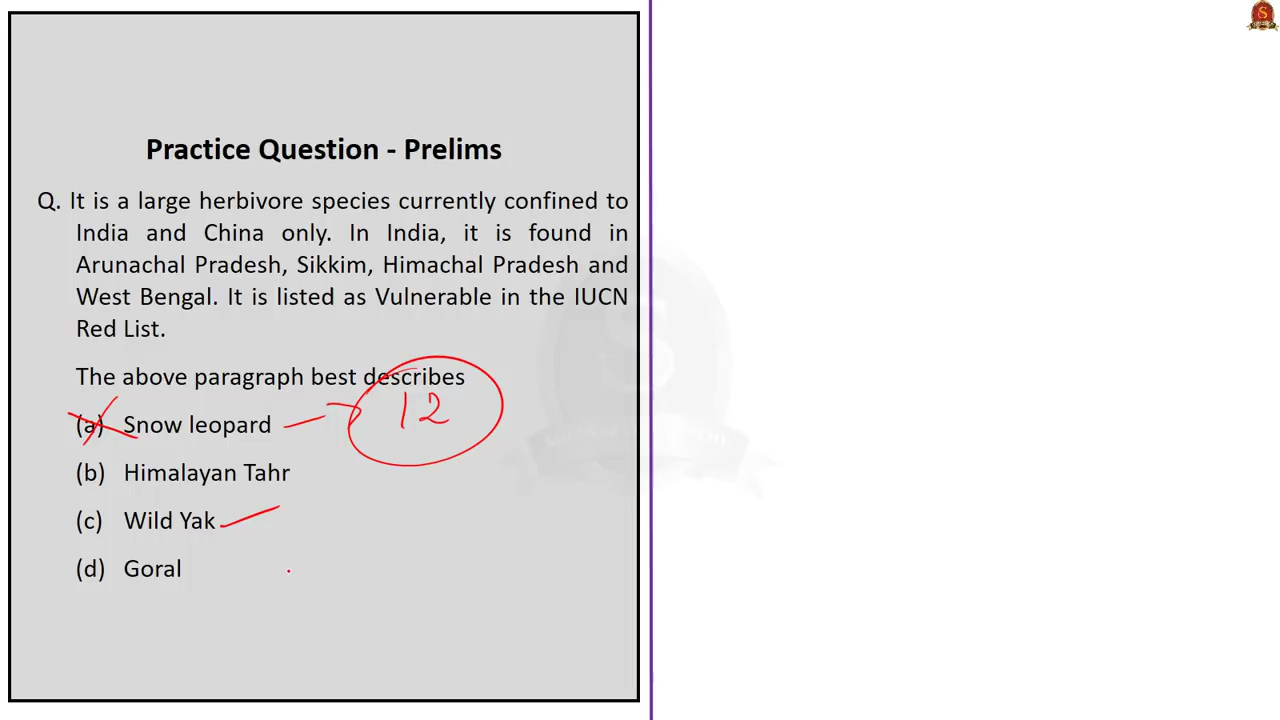 Practice Question - Prelims
Q. It is a large herbivore species currently confined to
India and China only. In India, it is found in
Arunachal Pradesh, Sikkim, Himachal Pradesh and
West Bengal. It is listed as Vulnerable in the IUCN
Red List.
The above paragraph best describes
12
(a) Snow leopard
(b) Himalayan Tahr
(c) Wild Yak
(d) Goral
S